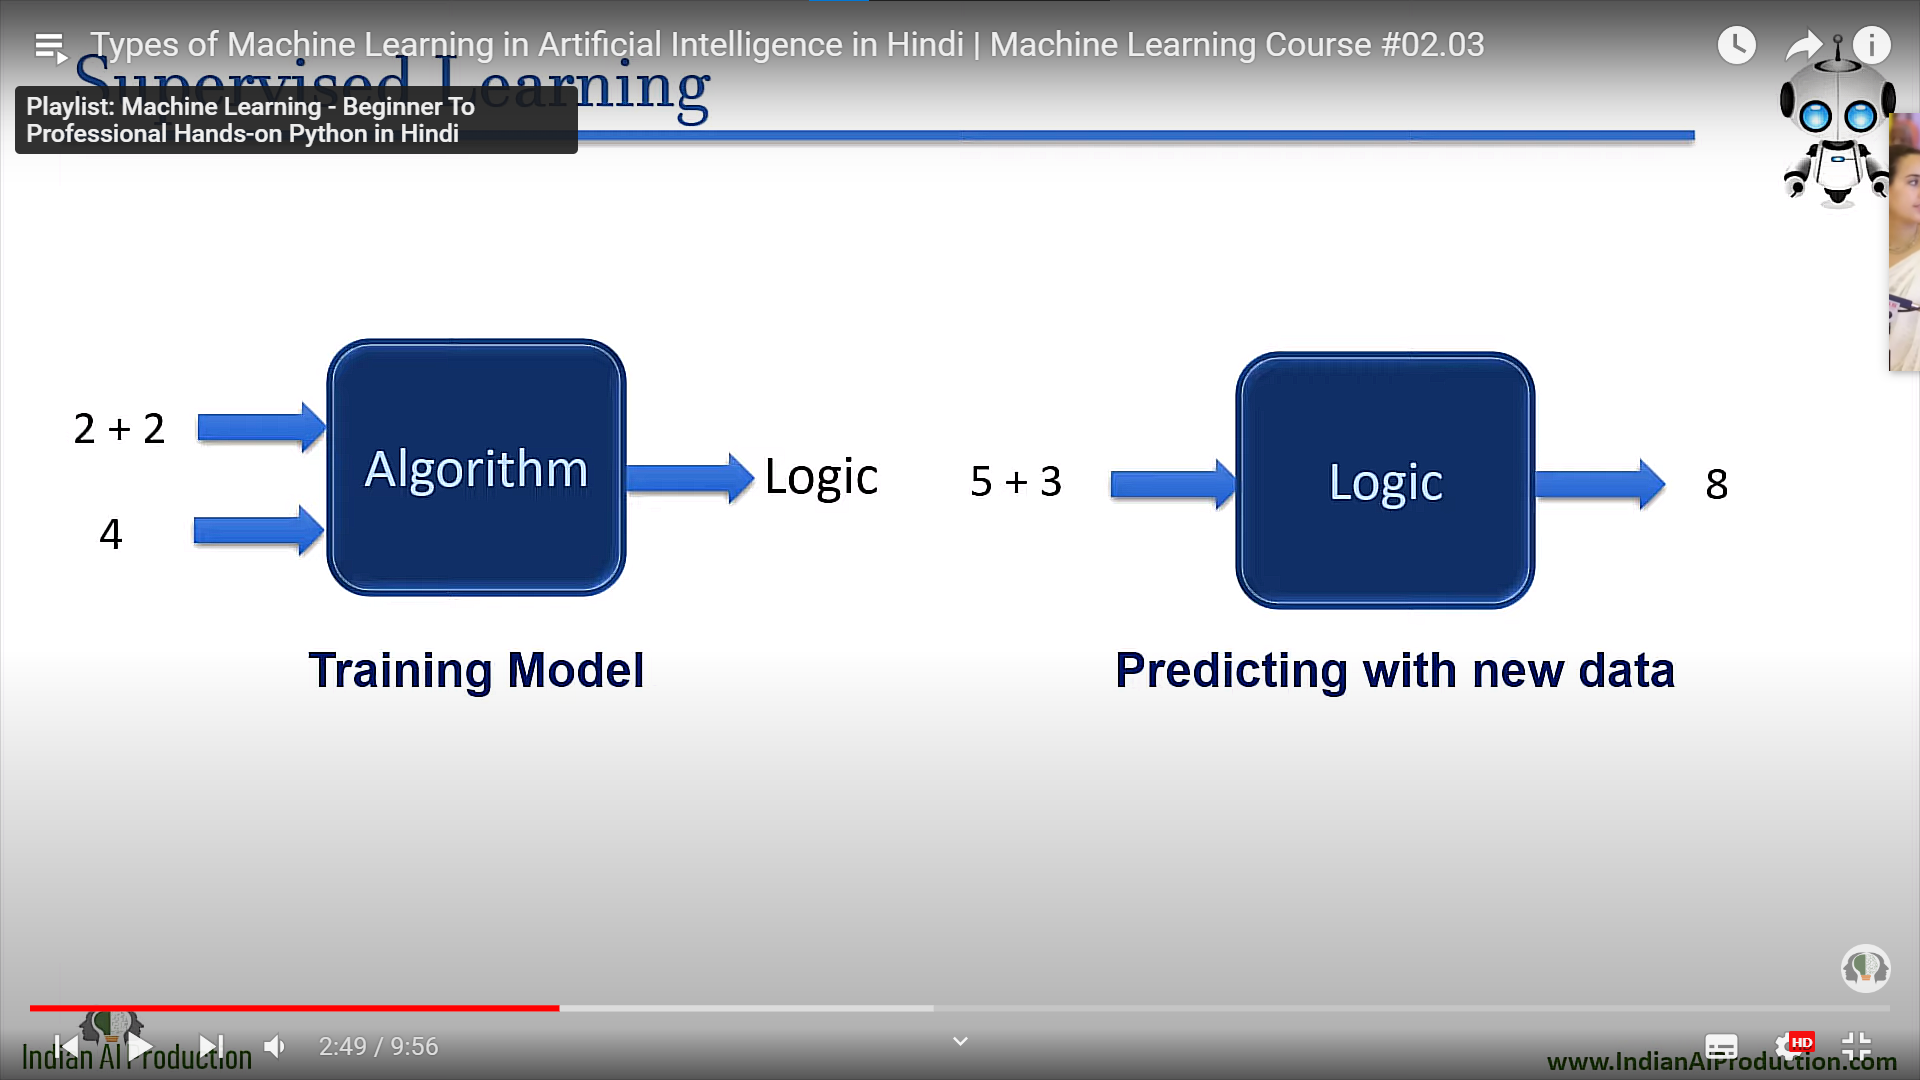 Types of Machine Learning in Artificial Intelligence in Hindi | Machine Learning Course #02.03
Supervised Learning
Playlist: Machine Learning - Beginner To
Professional Hands-on Python in Hindi
2 + 2
4
Algorithm
Logic
5 + 3
Logic
8
Training Model
Predicting with new data
2:49 / 9:56
HD
Indian AI Production
www.IndianAIProduction.com